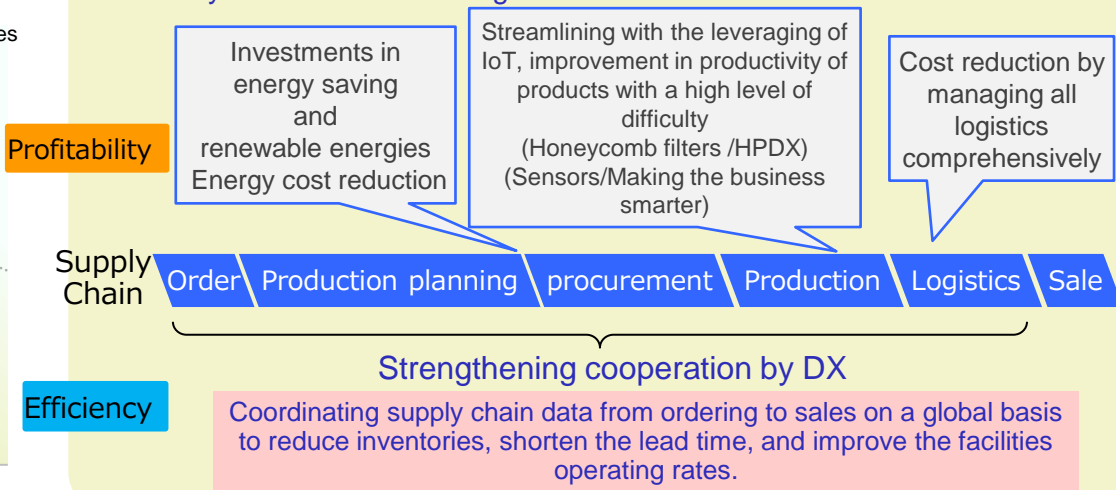 es
Investments in
energy saving
and
renewable energies
Energy cost reduction
Streamlining with the leveraging of
IoT, improvement in productivity of
products with a high level of
difficulty
(Honeycomb filters /HPDX)
(Sensors/Making the business
smarter)
Cost reduction by
managing all
logistics
comprehensively
Profitability
Supply
Chain
Order
Production planning
procurement
Production
Logistics
Sale
Strengthening cooperation by DX
Efficiency
Coordinating supply chain data from ordering to sales on a global basis
to reduce inventories, shorten the lead time, and improve the facilities
operating rates.